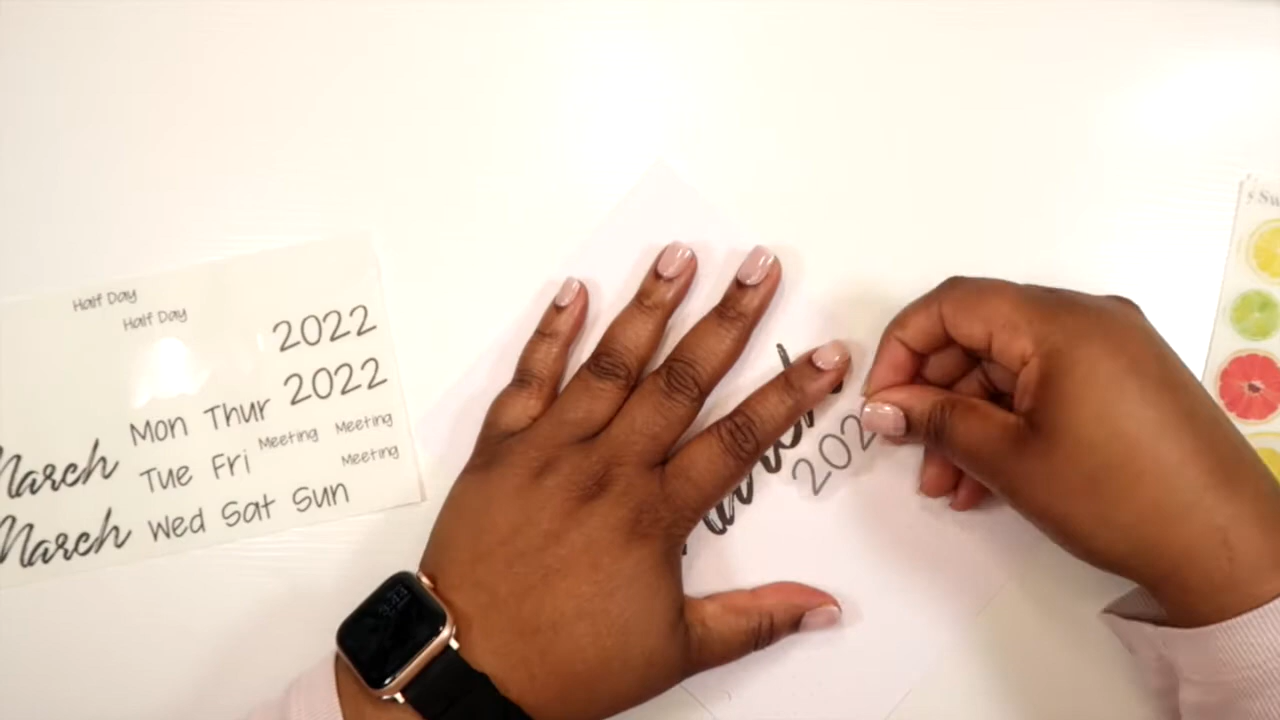 Half Day
Half Day
2022
2022
Mon Thur
March
Tue Fri
Meeting Meeting
Meeting
March
Wed Sat Sun